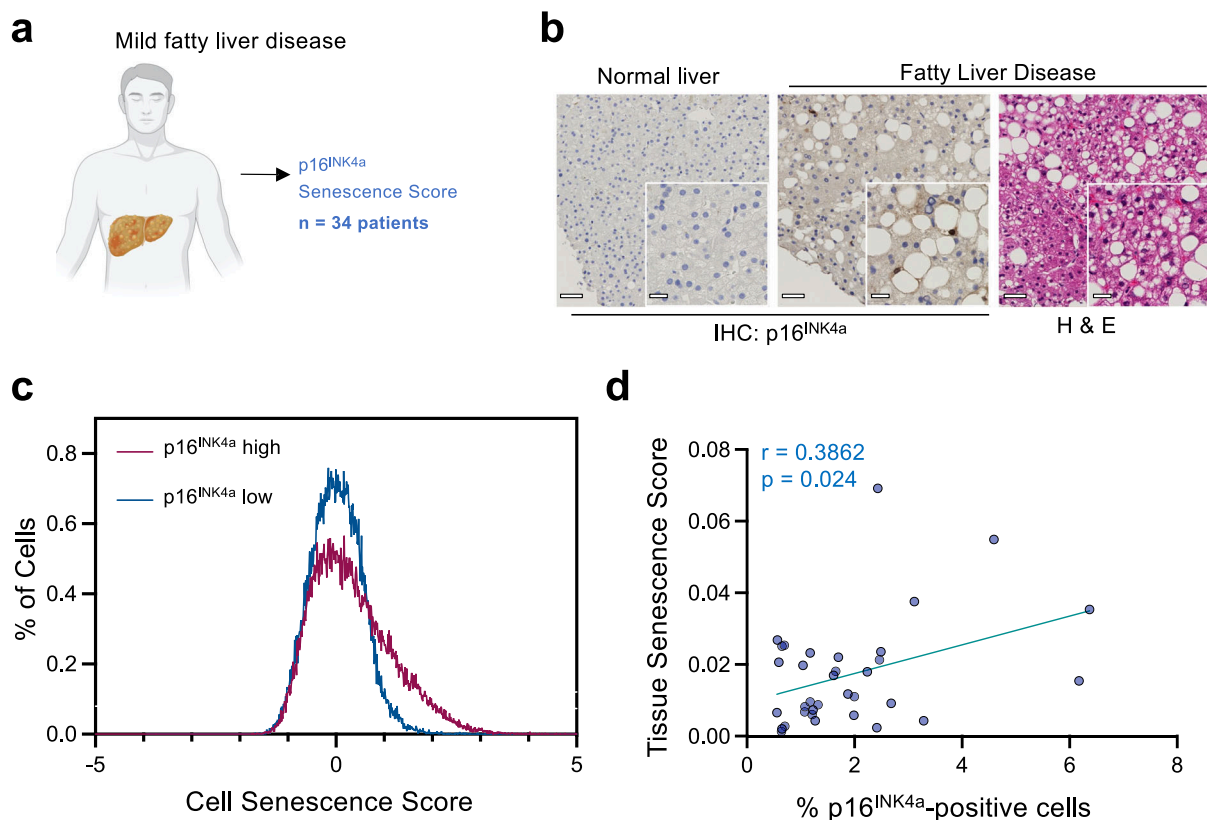 a
Mild fatty liver disease
p16INK4a
Senescence Score
n = 34 patients
b
Normal liver
Fatty Liver Disease
IHC: p16INK4a
H & E
c
p16INK4a high
p16INK4a low
% of Cells
0.8
0.6
0.4
0.2
0.0
-5
0
5
Cell Senescence Score
d
r = 0.3862
p = 0.024
Tissue Senescence Score
0.08
0.06
0.04
0.02
0.00
0
2
4
6
8
% p16INK4a-positive cells